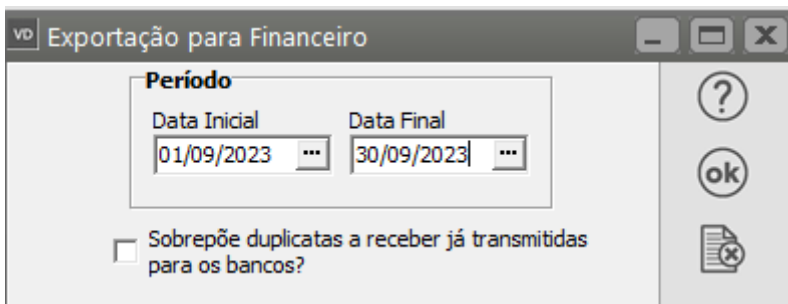 VD Exportação para Financeiro
Período
Data Inicial Data Final
01/09/2023 ... 30/09/2023 ...
ok
Sobrepõe duplicatas a receber já transmitidas
para os bancos?